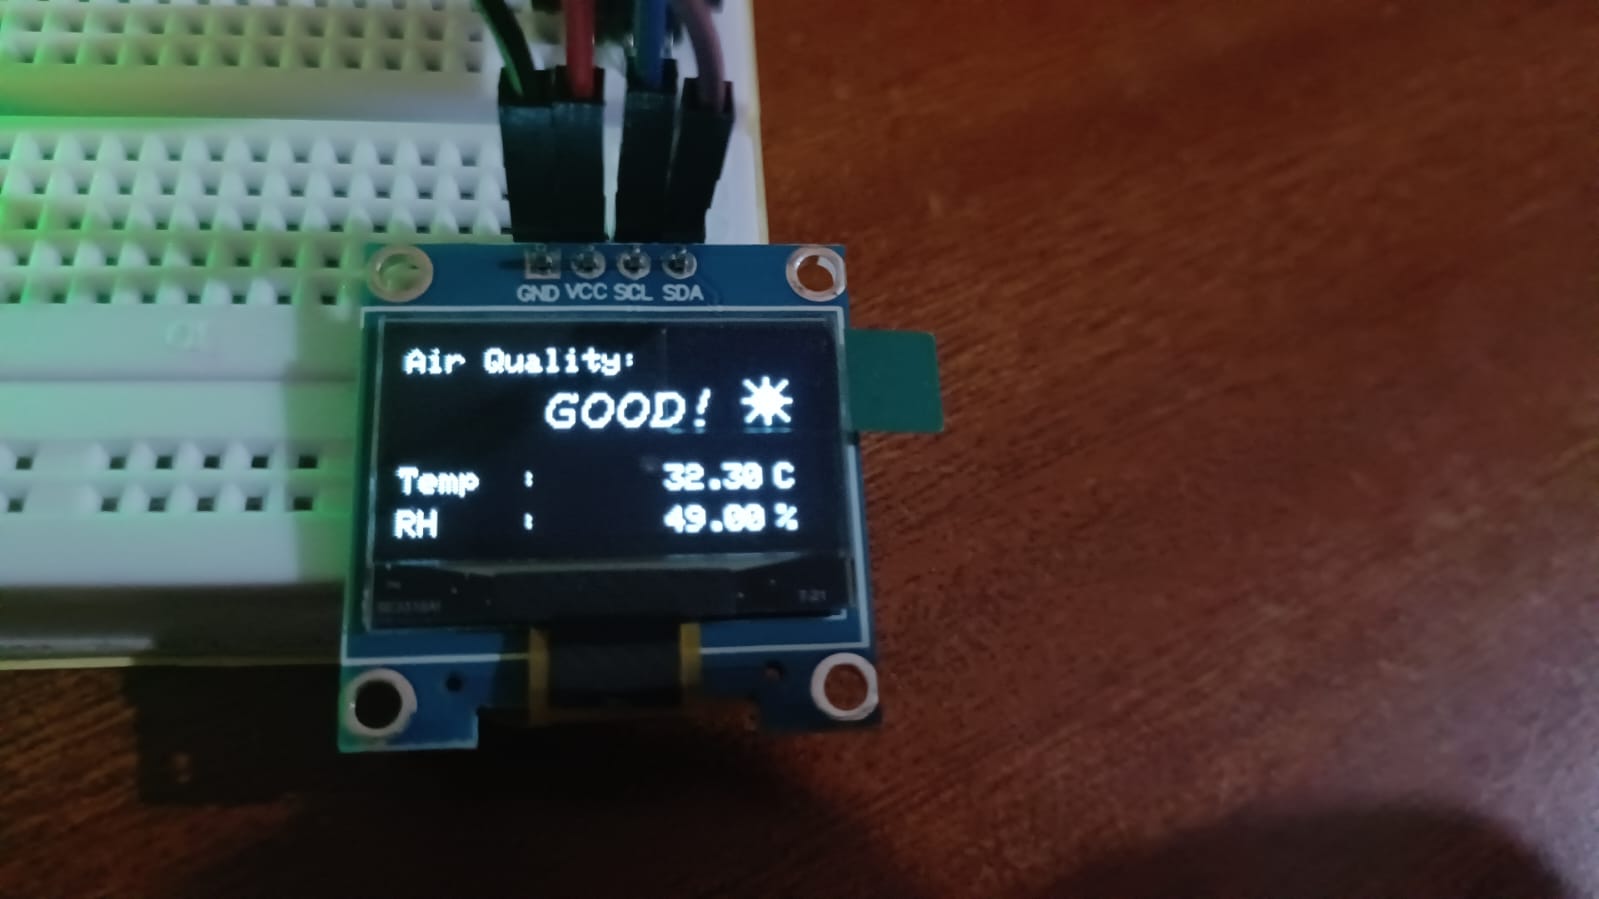 GND VCC SCL SDA
Air Quality:
GOOD!
Temp : 32.30 C
RH : 49.00 %